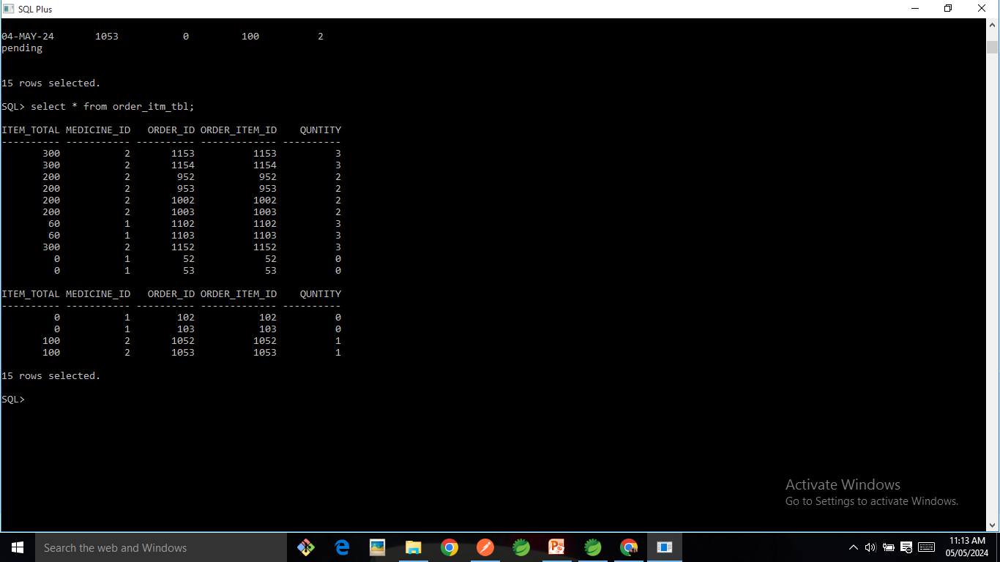 SQL Plus
04-MAY-24       1053           0         100          2
pending
15 rows selected.
SQL> select * from order_itm_tbl;
ITEM_TOTAL MEDICINE_ID   ORDER_ID ORDER_ITEM_ID    QUNTITY
---------- ----------- ---------- ------------- ----------
       300           2       1153          1153          3
       300           2       1154          1154          3
       200           2        952           952          2
       200           2        953           953          2
       200           2       1002          1002          2
       200           2       1003          1003          2
        60           1       1102          1102          3
        60           1       1103          1103          3
       300           2       1152          1152          3
         0           1         52            52          0
         0           1         53            53          0
ITEM_TOTAL MEDICINE_ID   ORDER_ID ORDER_ITEM_ID    QUNTITY
---------- ----------- ---------- ------------- ----------
         0           1        102           102          0
         0           1        103           103          0
       100           2       1052          1052          1
       100           2       1053          1053          1
15 rows selected.
SQL>
Activate Windows
Go to Settings to activate Windows.
Search the web and Windows
11:13 AM
05/05/2024